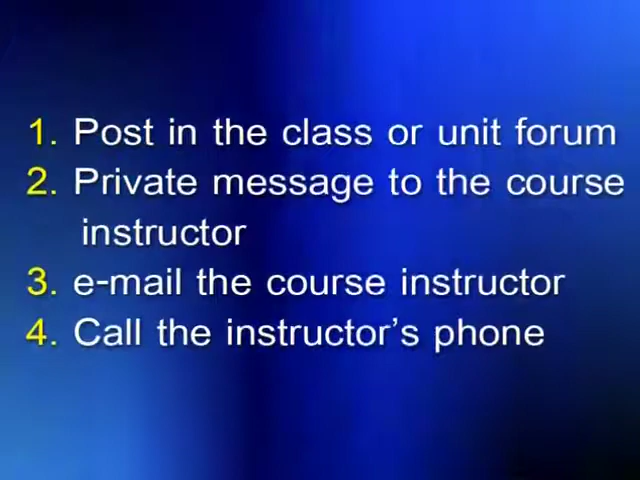 1. Post in the class or unit forum
2. Private message to the course
instructor
3. e-mail the course instructor
4. Call the instructor’s phone